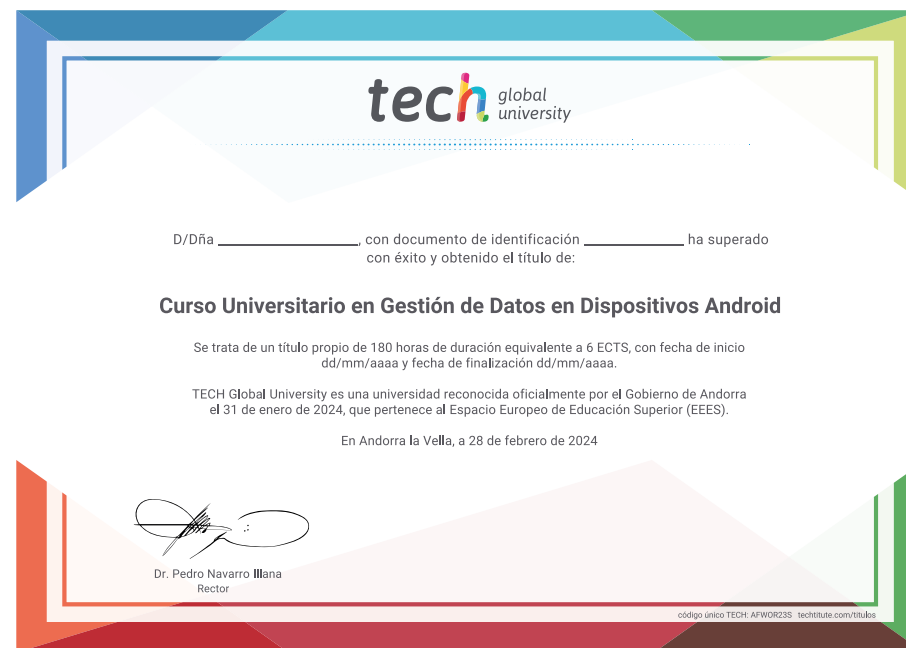 tech global university
D/Dña ____________________, con documento de identificación ______________ ha superado
con éxito y obtenido el título de:
Curso Universitario en Gestión de Datos en Dispositivos Android
Se trata de un título propio de 180 horas de duración equivalente a 6 ECTS, con fecha de inicio
dd/mm/aaaa y fecha de finalización dd/mm/aaaa.
TECH Global University es una universidad reconocida oficialmente por el Gobierno de Andorra
el 31 de enero de 2024, que pertenece al Espacio Europeo de Educación Superior (EEES).
En Andorra la Vella, a 28 de febrero de 2024
Dr. Pedro Navarro Illana
Rector
código único TECH: AFWOR23S techtitute.com/titulos